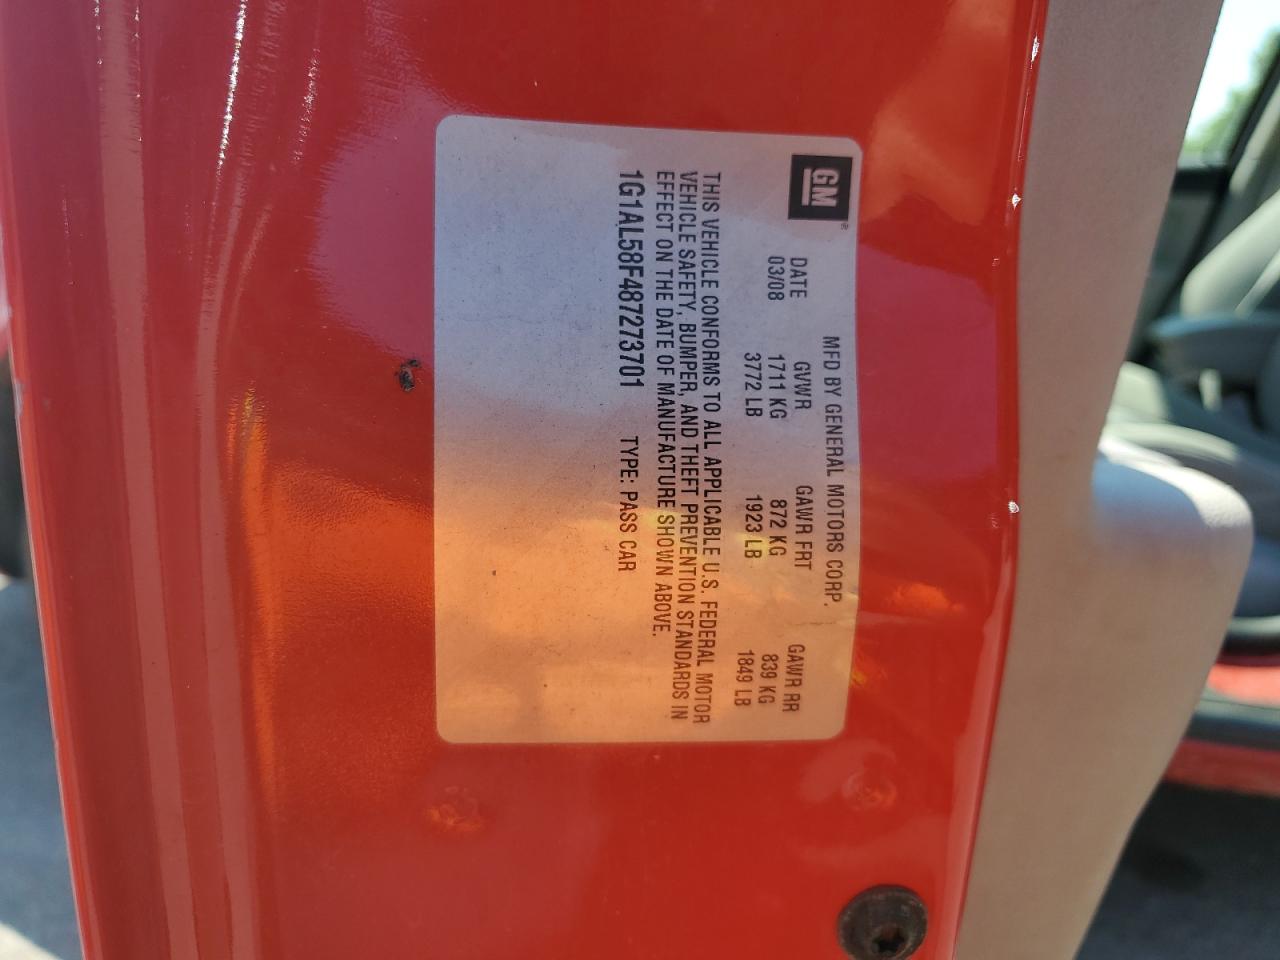 GM
MFD BY GENERAL MOTORS CORP.
DATE GVWR GAWR FRT GAWR RR
03/08 1711 KG 872 KG 839 KG
3772 LB 1923 LB 1849 LB
THIS VEHICLE CONFORMS TO ALL APPLICABLE U.S. FEDERAL MOTOR
VEHICLE SAFETY, BUMPER, AND THEFT PREVENTION STANDARDS IN
EFFECT ON THE DATE OF MANUFACTURE SHOWN ABOVE.
1G1AL58F487273701 TYPE: PASS CAR